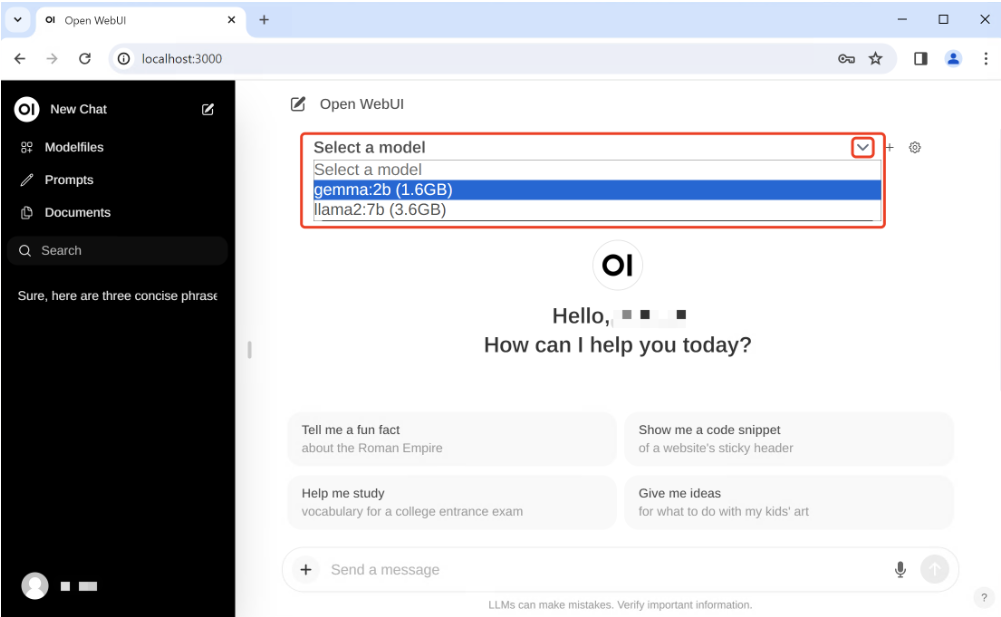 OI Open WebUI
localhost:3000
OI New Chat
Modelfiles
Prompts
Documents
Search
Sure, here are three concise phrase
Open WebUI
Select a model
Select a model
gemma:2b (1.6GB)
llama2:7b (3.6GB)
OI
Hello,
How can I help you today?
Tell me a fun fact
about the Roman Empire
Show me a code snippet
of a website's sticky header
Help me study
vocabulary for a college entrance exam
Give me ideas
for what to do with my kids' art
Send a message
LLMs can make mistakes. Verify important information.
?